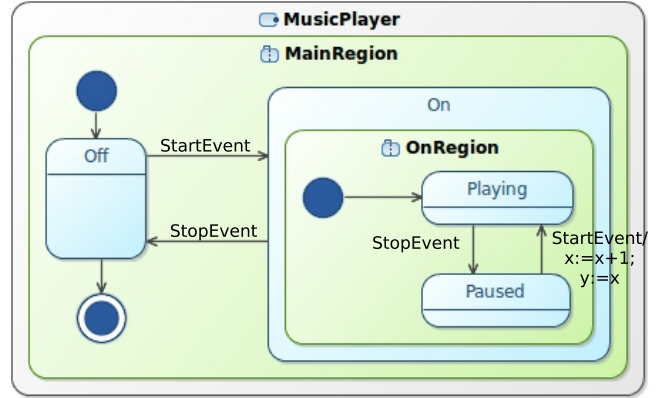 MusicPlayer
MainRegion
On
Off
StartEvent
OnRegion
Playing
StopEvent
StopEvent
StartEvent/
x:=x+1;
y:=x
Paused